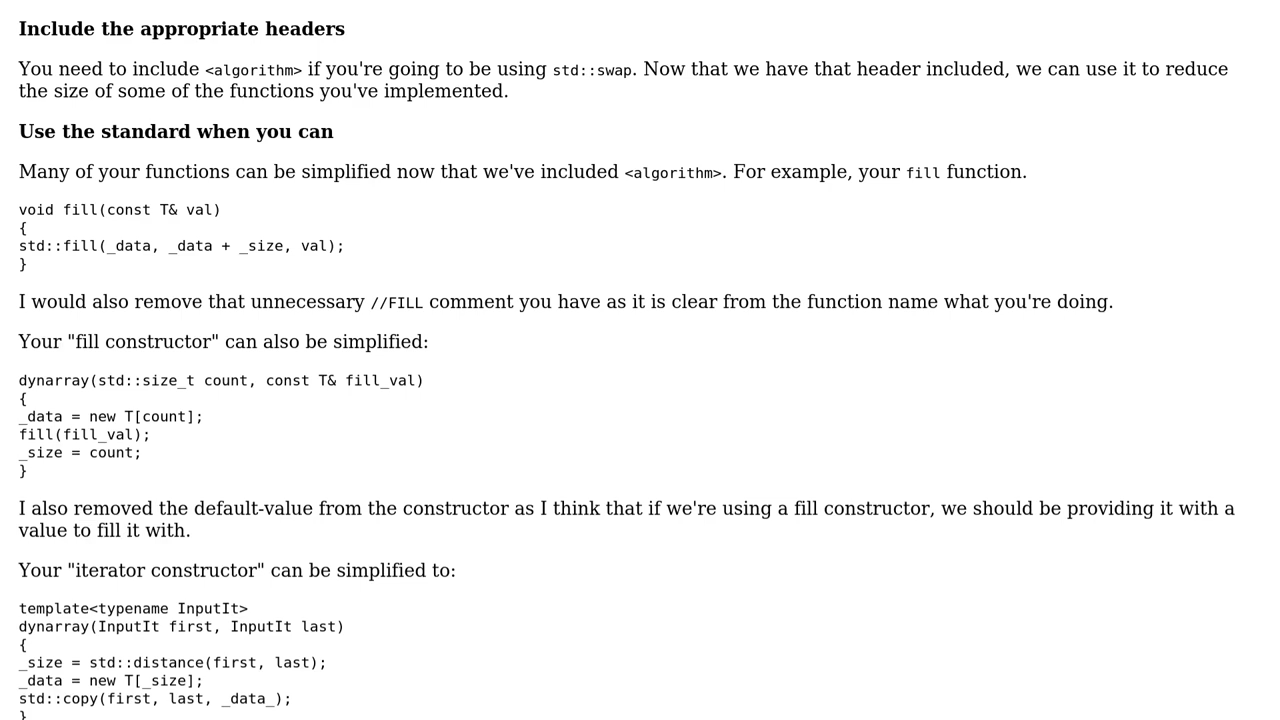 Include the appropriate headers
You need to include <algorithm> if you're going to be using std::swap. Now that we have that header included, we can use it to reduce
the size of some of the functions you've implemented.
Use the standard when you can
Many of your functions can be simplified now that we've included <algorithm>. For example, your fill function.
void fill(const T& val)
{
std::fill(_data, _data + _size, val);
}
I would also remove that unnecessary //FILL comment you have as it is clear from the function name what you're doing.
Your "fill constructor" can also be simplified:
dynarray(std::size_t count, const T& fill_val)
{
_data = new T[count];
fill(fill_val);
_size = count;
}
I also removed the default-value from the constructor as I think that if we're using a fill constructor, we should be providing it with a
value to fill it with.
Your "iterator constructor" can be simplified to:
template<typename InputIt>
dynarray(InputIt first, InputIt last)
{
_size = std::distance(first, last);
_data = new T[_size];
std::copy(first, last, _data_);
}